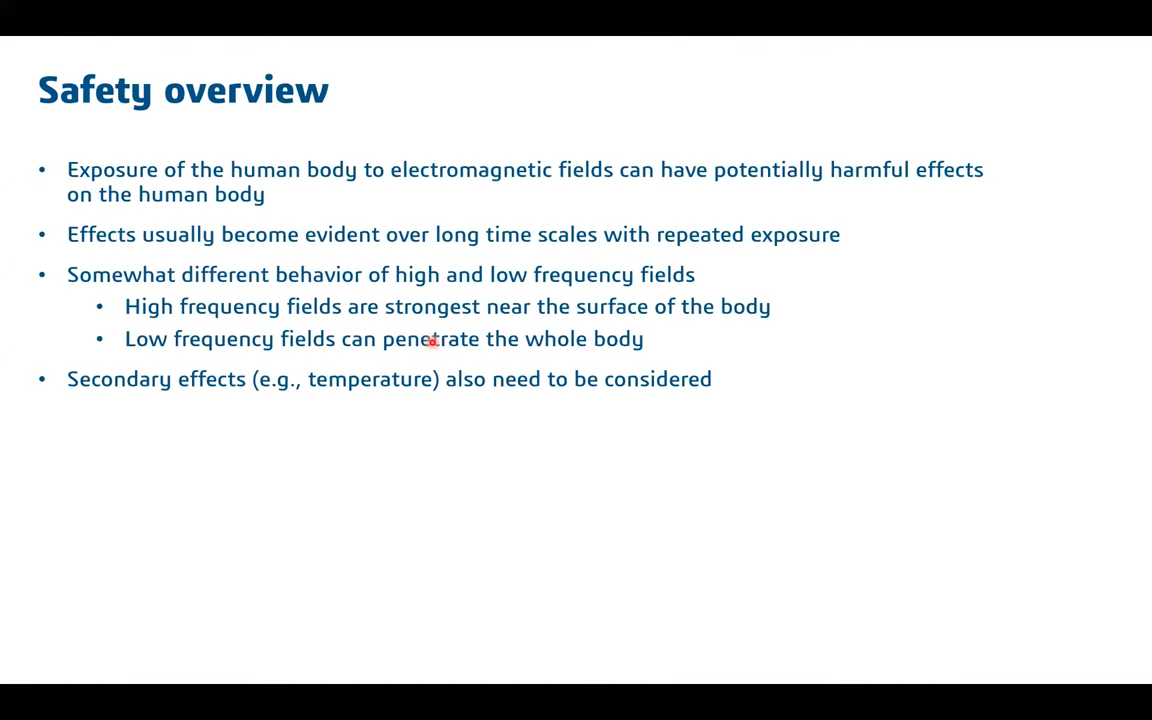 Safety overview
• Exposure of the human body to electromagnetic fields can have potentially harmful effects
on the human body
• Effects usually become evident over long time scales with repeated exposure
• Somewhat different behavior of high and low frequency fields
• High frequency fields are strongest near the surface of the body
• Low frequency fields can penetrate the whole body
• Secondary effects (e.g., temperature) also need to be considered